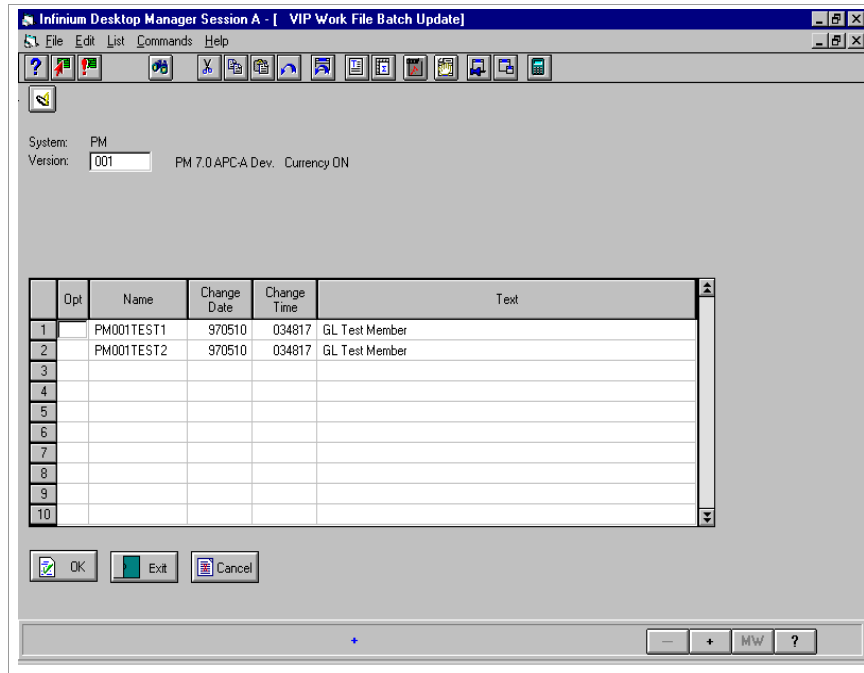 Infinium Desktop Manager Session A - [ VIP Work File Batch Update]
File Edit List Commands Help
System: PM
Version: 001 PM 7.0 APC-A Dev. Currency ON
Opt Name Change Date Change Time Text
1 PM001TEST1 970510 034817 GL Test Member
2 PM001TEST2 970510 034817 GL Test Member
3
4
5
6
7
8
9
10
OK Exit Cancel
+ — + MW ?